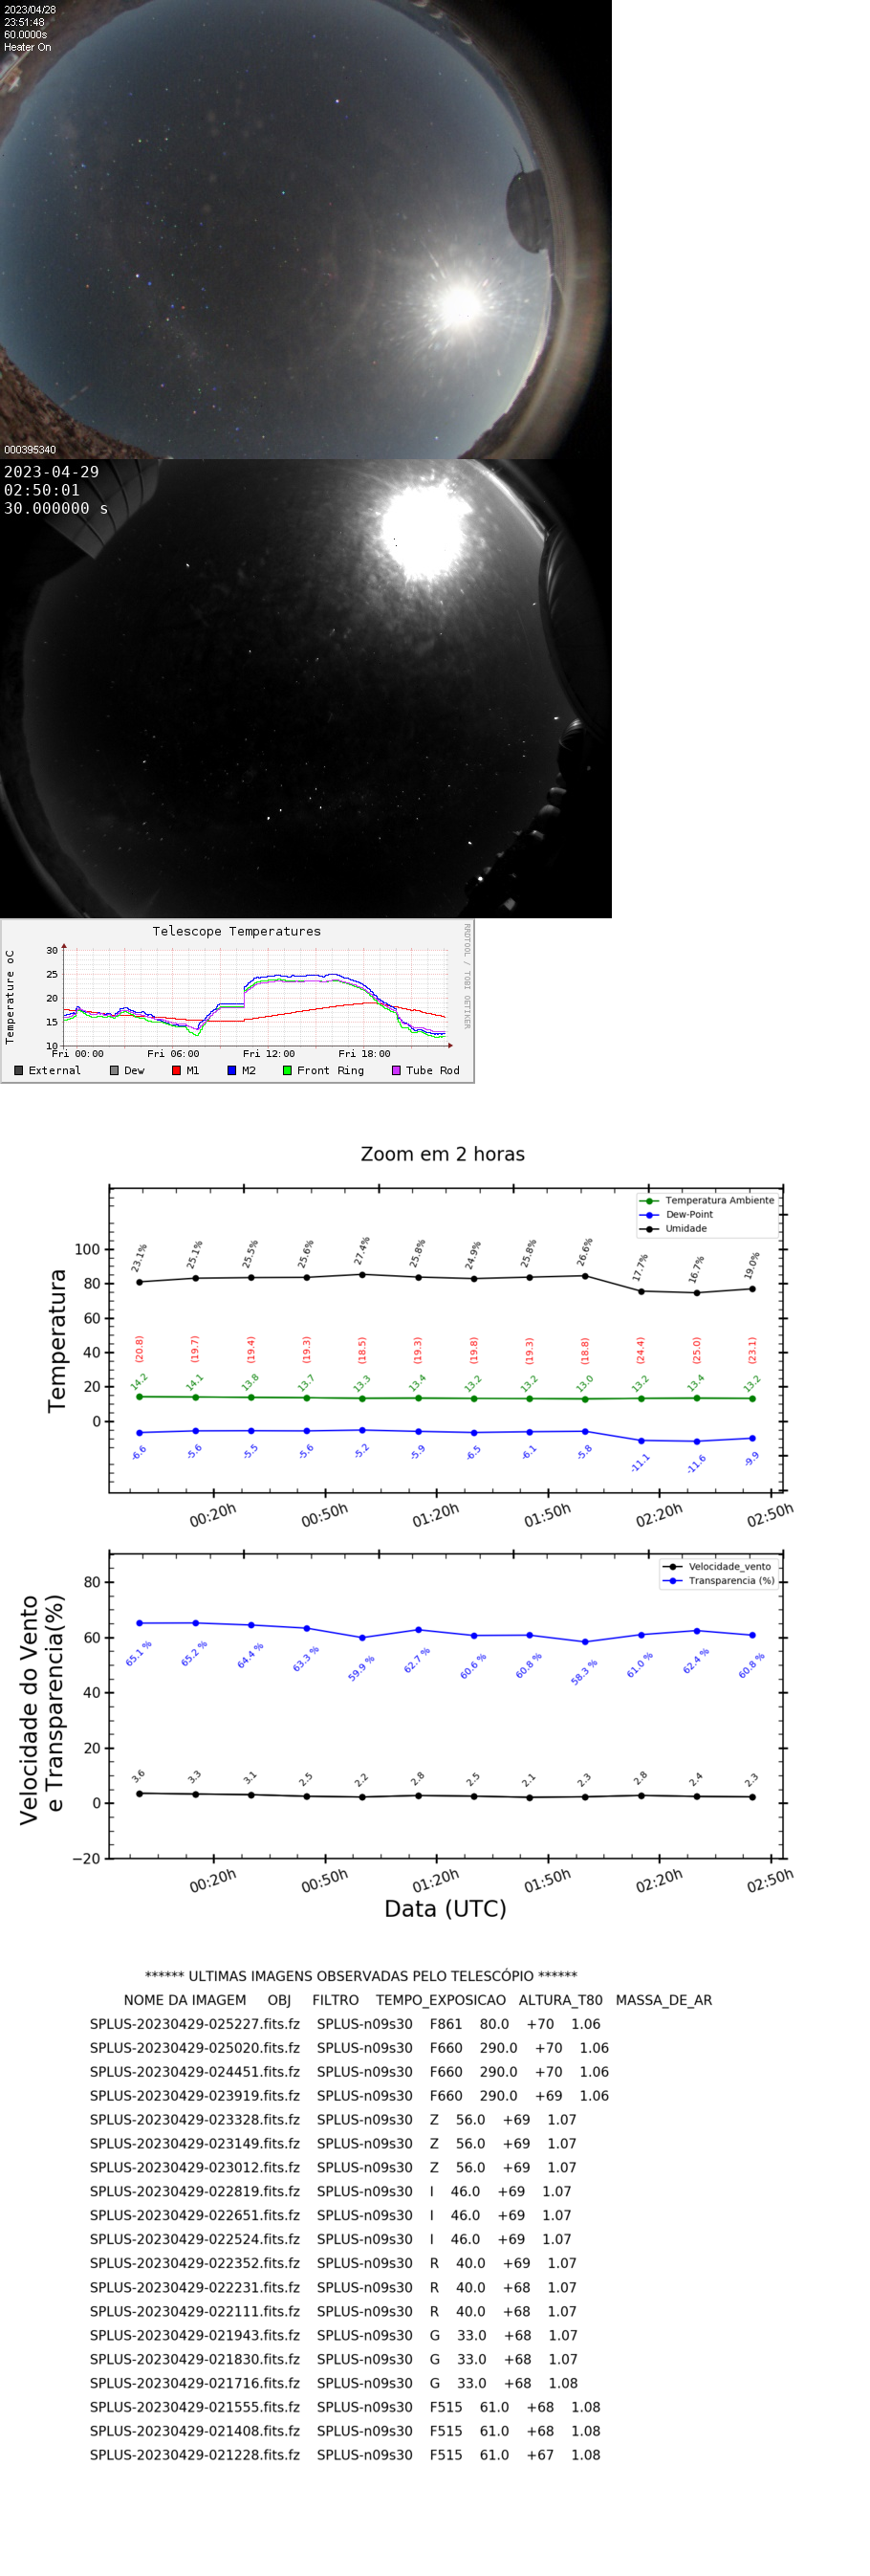 2023/04/28
23:51:48
60.0000s
Heater On
000395340
2023-04-29
02:50:01
30.000000 s
Telescope Temperatures
RRDTOOL / TOBI OETIKER
Temperature oC
30
25
20
15
10
Fri 00:00 Fri 06:00 Fri 12:00 Fri 18:00
External Dew M1 M2 Front Ring Tube Rod
Zoom em 2 horas
Temperatura Ambiente
Dew-Point
Umidade
Temperatura
100
80
60
40
20
0
23.1% 25.1% 25.5% 25.6% 27.4% 25.8% 24.9% 25.8% 26.6% 17.7% 16.7% 19.0%
(20.8) (19.7) (19.4) (19.3) (18.5) (19.3) (19.8) (19.3) (18.8) (24.4) (25.0) (23.1)
14.2 14.1 13.8 13.7 13.3 13.4 13.2 13.2 13.0 13.2 13.4 13.2
-6.6 -5.6 -5.5 -5.6 -5.2 -5.9 -6.5 -6.1 -5.8 -11.1 -11.6 -9.9
00:20h 00:50h 01:20h 01:50h 02:20h 02:50h
Velocidade_vento
Transparencia (%)
Velocidade do Vento
e Transparencia(%)
80
60
40
20
0
−20
65.1 % 65.2 % 64.4 % 63.3 % 59.9 % 62.7 % 60.6 % 60.8 % 58.3 % 61.0 % 62.4 % 60.8 %
3.6 3.3 3.1 2.5 2.2 2.8 2.5 2.1 2.3 2.8 2.4 2.3
00:20h 00:50h 01:20h 01:50h 02:20h 02:50h
Data (UTC)
****** ULTIMAS IMAGENS OBSERVADAS PELO TELESCÓPIO ******
NOME DA IMAGEM OBJ FILTRO TEMPO_EXPOSICAO ALTURA_T80 MASSA_DE_AR
SPLUS-20230429-025227.fits.fz SPLUS-n09s30 F861 80.0 +70 1.06
SPLUS-20230429-025020.fits.fz SPLUS-n09s30 F660 290.0 +70 1.06
SPLUS-20230429-024451.fits.fz SPLUS-n09s30 F660 290.0 +70 1.06
SPLUS-20230429-023919.fits.fz SPLUS-n09s30 F660 290.0 +69 1.06
SPLUS-20230429-023328.fits.fz SPLUS-n09s30 Z 56.0 +69 1.07
SPLUS-20230429-023149.fits.fz SPLUS-n09s30 Z 56.0 +69 1.07
SPLUS-20230429-023012.fits.fz SPLUS-n09s30 Z 56.0 +69 1.07
SPLUS-20230429-022819.fits.fz SPLUS-n09s30 I 46.0 +69 1.07
SPLUS-20230429-022651.fits.fz SPLUS-n09s30 I 46.0 +69 1.07
SPLUS-20230429-022524.fits.fz SPLUS-n09s30 I 46.0 +69 1.07
SPLUS-20230429-022352.fits.fz SPLUS-n09s30 R 40.0 +69 1.07
SPLUS-20230429-022231.fits.fz SPLUS-n09s30 R 40.0 +68 1.07
SPLUS-20230429-022111.fits.fz SPLUS-n09s30 R 40.0 +68 1.07
SPLUS-20230429-021943.fits.fz SPLUS-n09s30 G 33.0 +68 1.07
SPLUS-20230429-021830.fits.fz SPLUS-n09s30 G 33.0 +68 1.07
SPLUS-20230429-021716.fits.fz SPLUS-n09s30 G 33.0 +68 1.08
SPLUS-20230429-021555.fits.fz SPLUS-n09s30 F515 61.0 +68 1.08
SPLUS-20230429-021408.fits.fz SPLUS-n09s30 F515 61.0 +68 1.08
SPLUS-20230429-021228.fits.fz SPLUS-n09s30 F515 61.0 +67 1.08